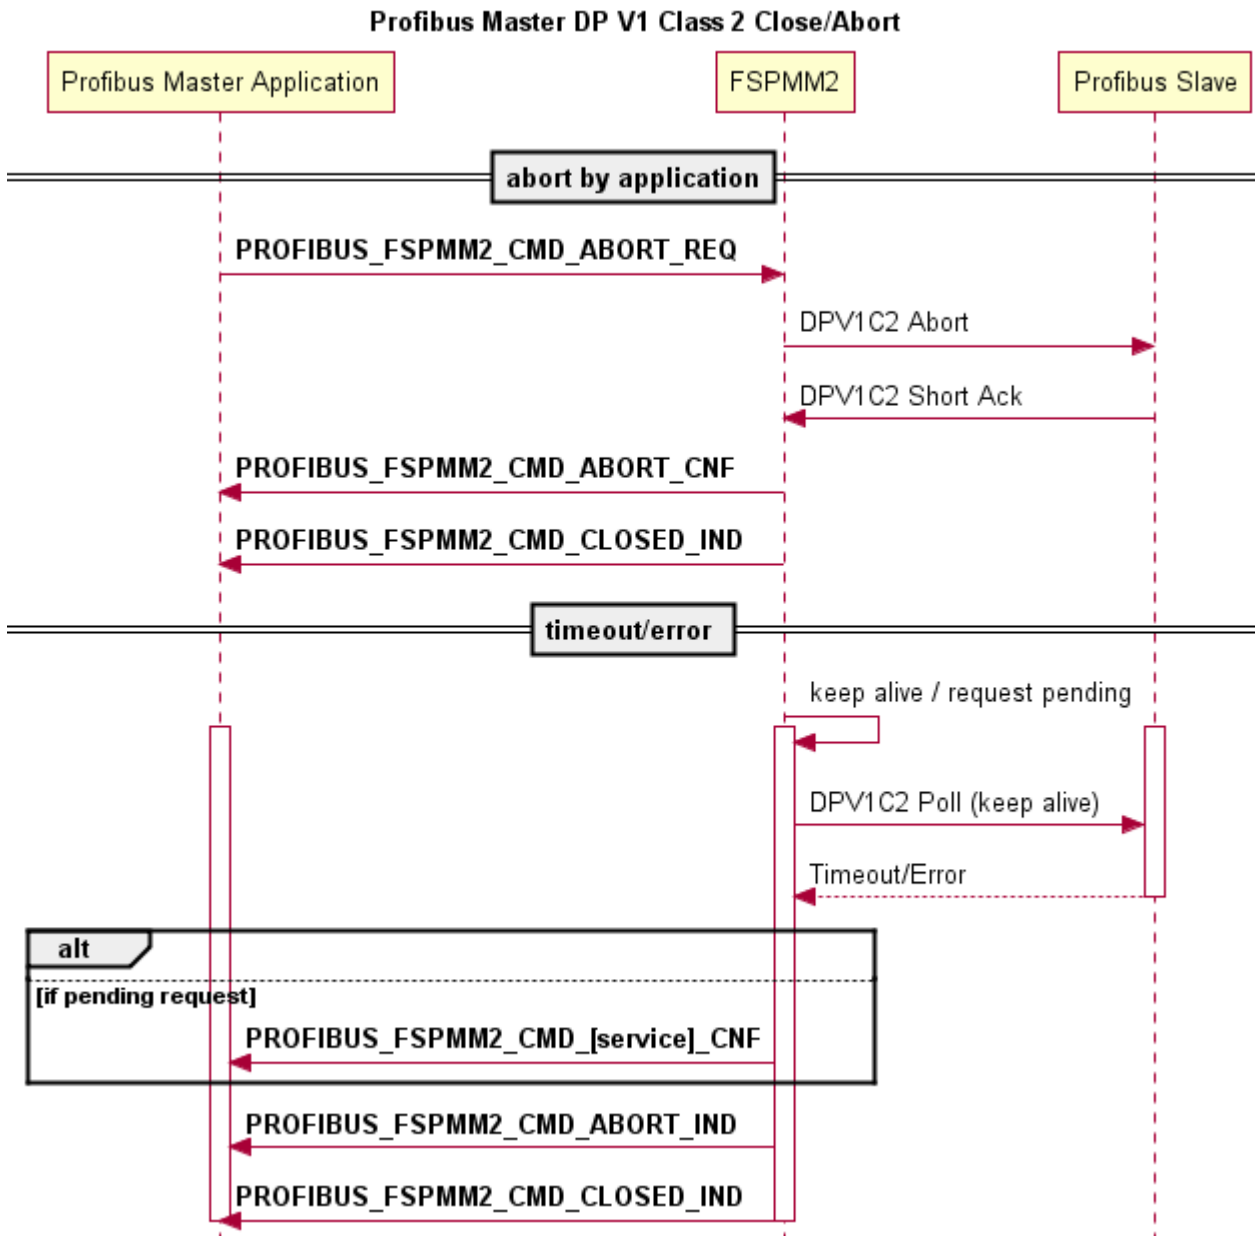 Profibus Master DP V1 Class 2 Close/Abort
Profibus Master Application
FSPMM2
Profibus Slave
abort by application
PROFIBUS_FSPMM2_CMD_ABORT_REQ
DPV1C2 Abort
DPV1C2 Short Ack
PROFIBUS_FSPMM2_CMD_ABORT_CNF
PROFIBUS_FSPMM2_CMD_CLOSED_IND
timeout/error
keep alive / request pending
DPV1C2 Poll (keep alive)
Timeout/Error
alt
[if pending request]
PROFIBUS_FSPMM2_CMD_[service]_CNF
PROFIBUS_FSPMM2_CMD_ABORT_IND
PROFIBUS_FSPMM2_CMD_CLOSED_IND